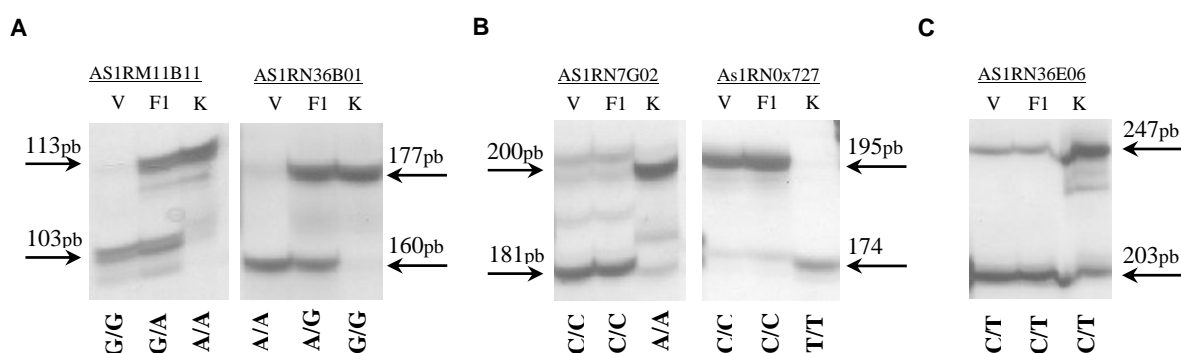 A
B
C
AS1RM11B11
AS1RN36B01
AS1RN7G02
As1RN0x727
AS1RN36E06
V F1 K
V F1 K
V F1 K
V F1 K
V F1 K
113pb
177pb
200pb
195pb
247pb
103pb
160pb
181pb
174
203pb
G/G G/A A/A
A/A A/G G/G
C/C C/C A/A
C/C C/C T/T
C/T C/T C/T